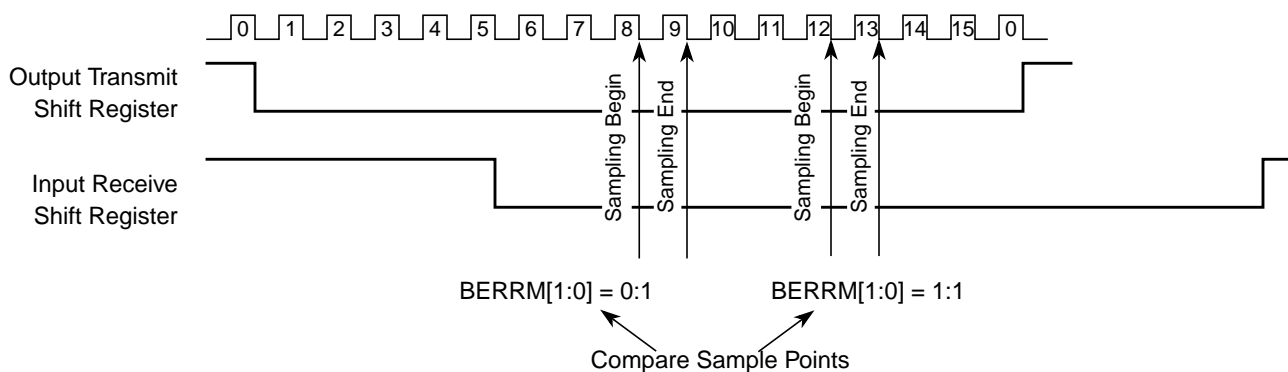 0 1 2 3 4 5 6 7 8 9 10 11 12 13 14 15 0
Output Transmit
Shift Register
Input Receive
Shift Register
Sampling Begin
Sampling End
Sampling Begin
Sampling End
BERRM[1:0] = 0:1
BERRM[1:0] = 1:1
Compare Sample Points